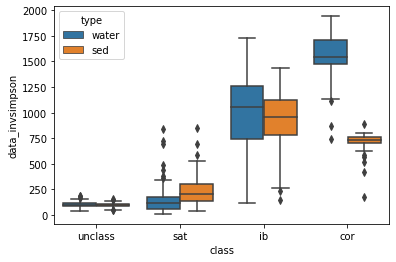 type
water
sed
data_invsimpson
2000
1750
1500
1250
1000
750
500
250
0
unclass
sat
ib
cor
class